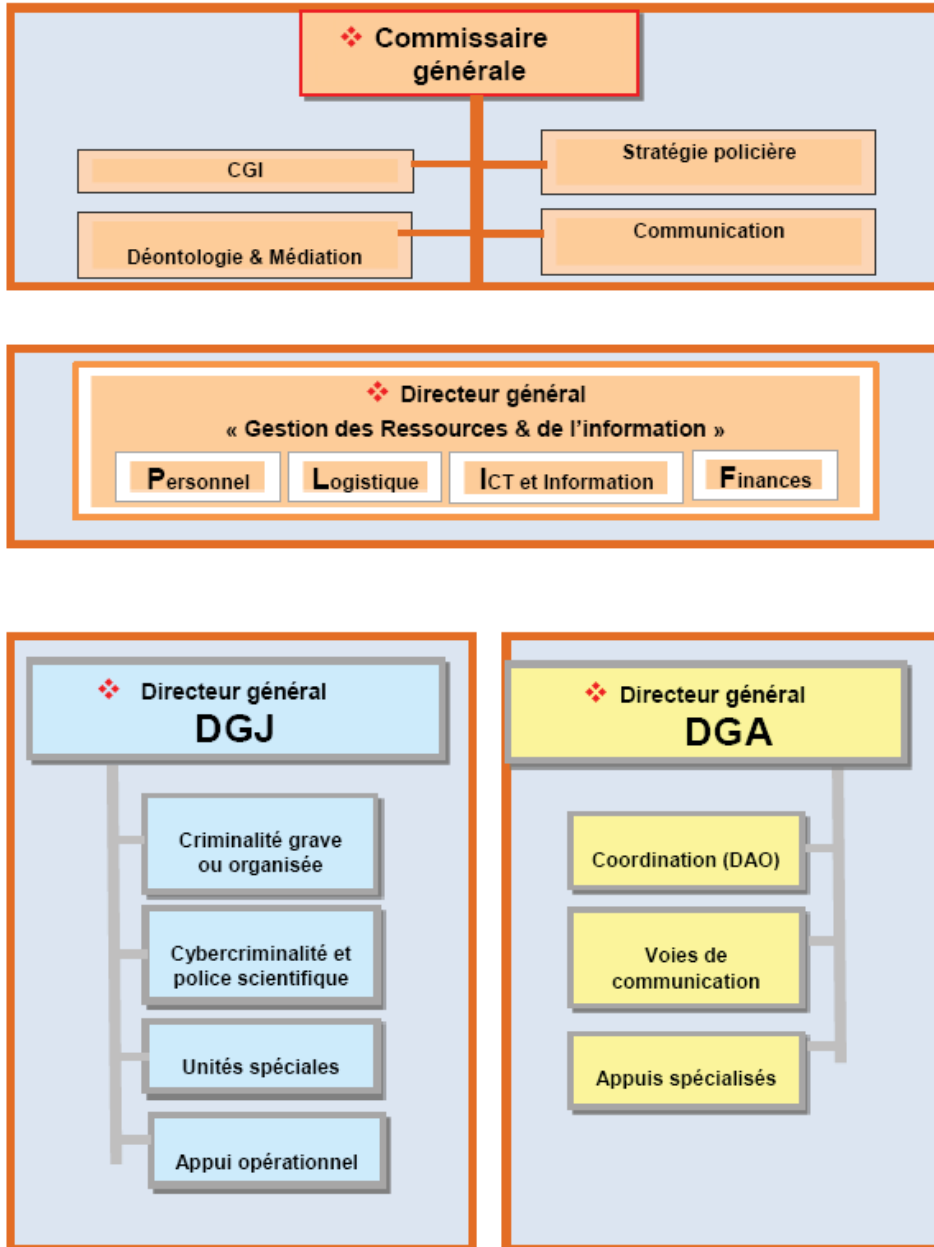 Commissaire
générale
CGI
Stratégie policière
Déontologie & Médiation
Communication
Directeur général
« Gestion des Ressources & de l'information »
Personnel
Logistique
ICT et Information
Finances
Directeur général
DGJ
Criminalité grave
ou organisée
Cybercriminalité et
police scientifique
Unités spéciales
Appui opérationnel
Directeur général
DGA
Coordination (DAO)
Voies de
communication
Appuis spécialisés